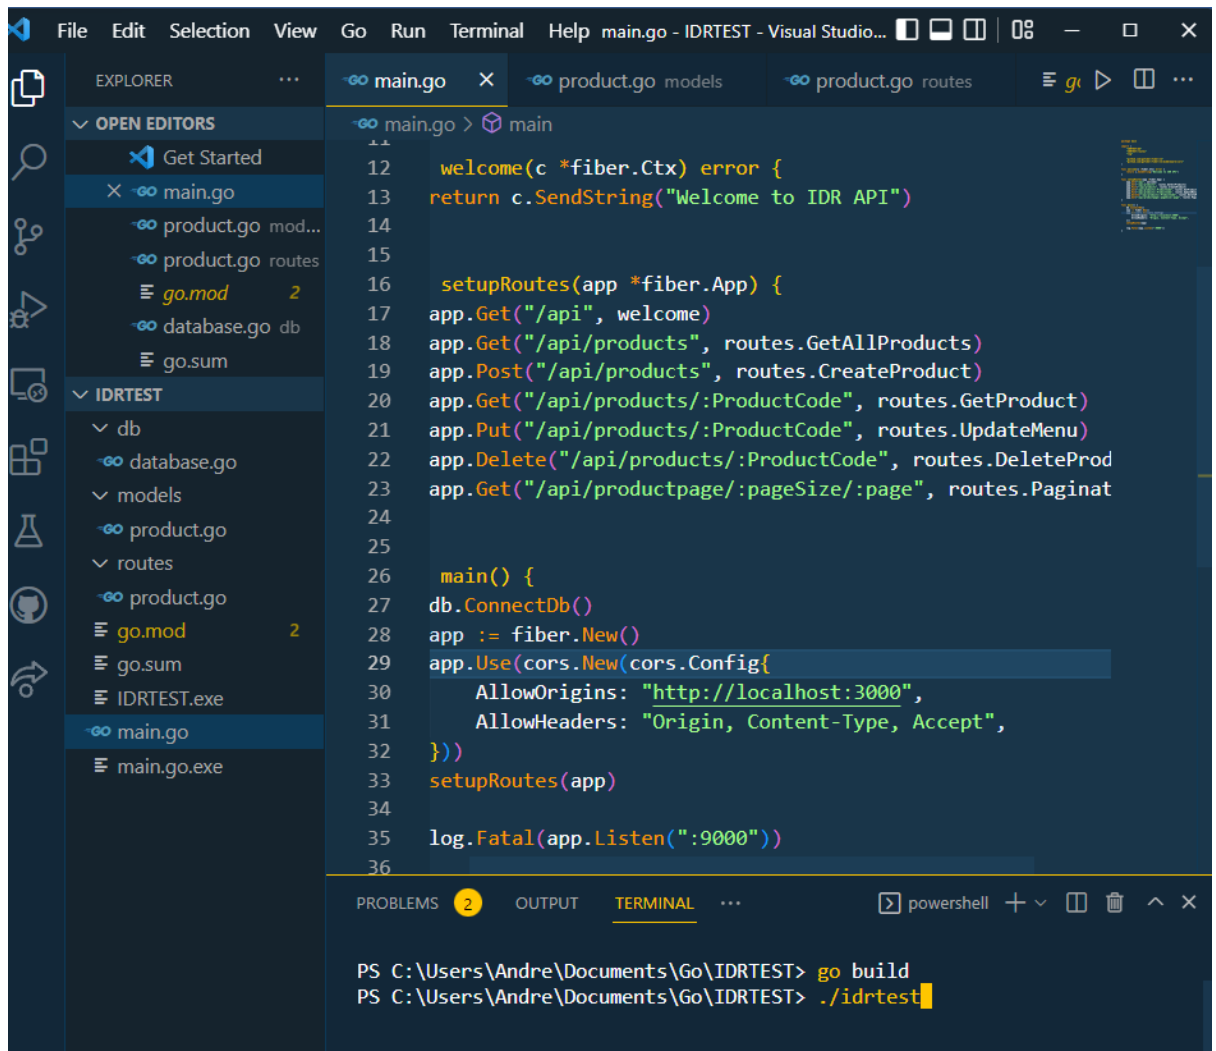 File Edit Selection View Go Run Terminal Help main.go - IDRTEST - Visual Studio...
EXPLORER ...
OPEN EDITORS
Get Started
main.go
product.go mod...
product.go routes
go.mod 2
database.go db
go.sum
IDRTEST
db
database.go
models
product.go
routes
product.go
go.mod 2
go.sum
IDRTEST.exe
main.go
main.go.exe
main.go product.go models product.go routes
main.go > main
11
12 welcome(c *fiber.Ctx) error {
13 return c.SendString("Welcome to IDR API")
14
15
16 setupRoutes(app *fiber.App) {
17 app.Get("/api", welcome)
18 app.Get("/api/products", routes.GetAllProducts)
19 app.Post("/api/products", routes.CreateProduct)
20 app.Get("/api/products/:ProductCode", routes.GetProduct)
21 app.Put("/api/products/:ProductCode", routes.UpdateMenu)
22 app.Delete("/api/products/:ProductCode", routes.DeleteProd
23 app.Get("/api/productpage/:pageSize/:page", routes.Paginat
24
25
26 main() {
27 db.ConnectDb()
28 app := fiber.New()
29 app.Use(cors.New(cors.Config{
30 AllowOrigins: "http://localhost:3000",
31 AllowHeaders: "Origin, Content-Type, Accept",
32 }))
33 setupRoutes(app)
34
35 log.Fatal(app.Listen(":9000"))
36
PROBLEMS 2 OUTPUT TERMINAL ... powershell
PS C:\Users\Andre\Documents\Go\IDRTEST> go build
PS C:\Users\Andre\Documents\Go\IDRTEST> ./idrtest